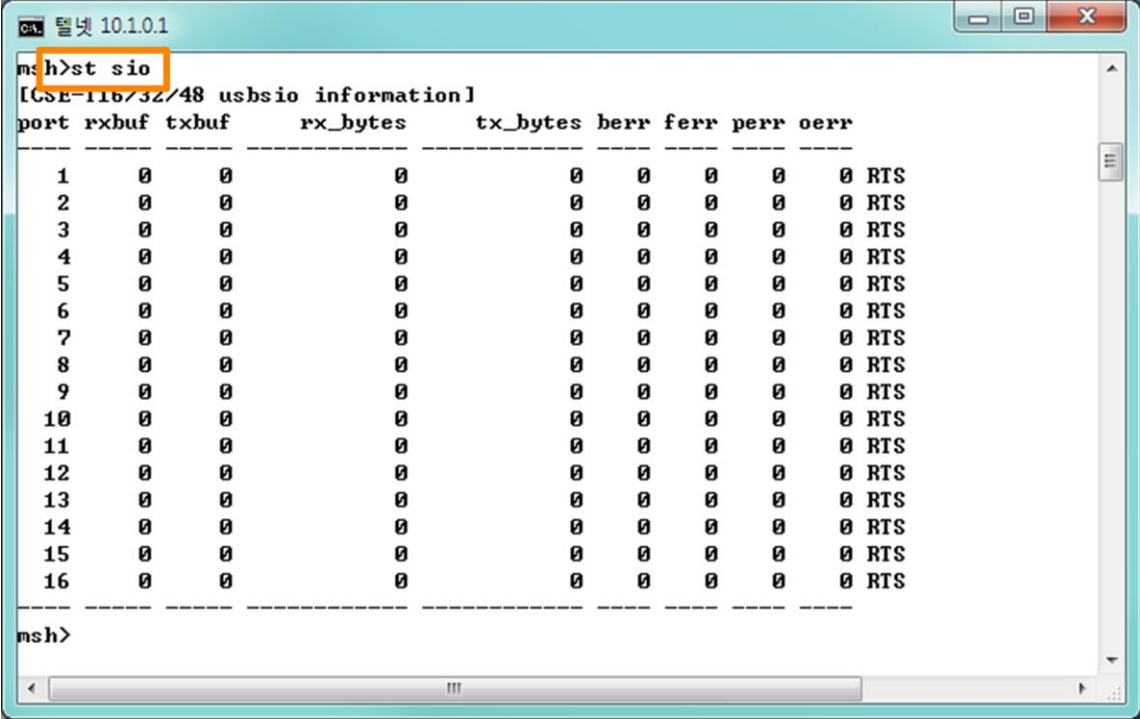 텔넷 10.1.0.1
msh>st sio
[CSE-T16/32/48 usbsio information]
port rxbuf txbuf rx_bytes tx_bytes berr ferr perr oerr
---- ----- ----- ------------ ------------ ---- ---- ---- ----
1 0 0 0 0 0 0 0 0 RTS
2 0 0 0 0 0 0 0 0 RTS
3 0 0 0 0 0 0 0 0 RTS
4 0 0 0 0 0 0 0 0 RTS
5 0 0 0 0 0 0 0 0 RTS
6 0 0 0 0 0 0 0 0 RTS
7 0 0 0 0 0 0 0 0 RTS
8 0 0 0 0 0 0 0 0 RTS
9 0 0 0 0 0 0 0 0 RTS
10 0 0 0 0 0 0 0 0 RTS
11 0 0 0 0 0 0 0 0 RTS
12 0 0 0 0 0 0 0 0 RTS
13 0 0 0 0 0 0 0 0 RTS
14 0 0 0 0 0 0 0 0 RTS
15 0 0 0 0 0 0 0 0 RTS
16 0 0 0 0 0 0 0 0 RTS
---- ----- ----- ------------ ------------ ---- ---- ---- ----
msh>